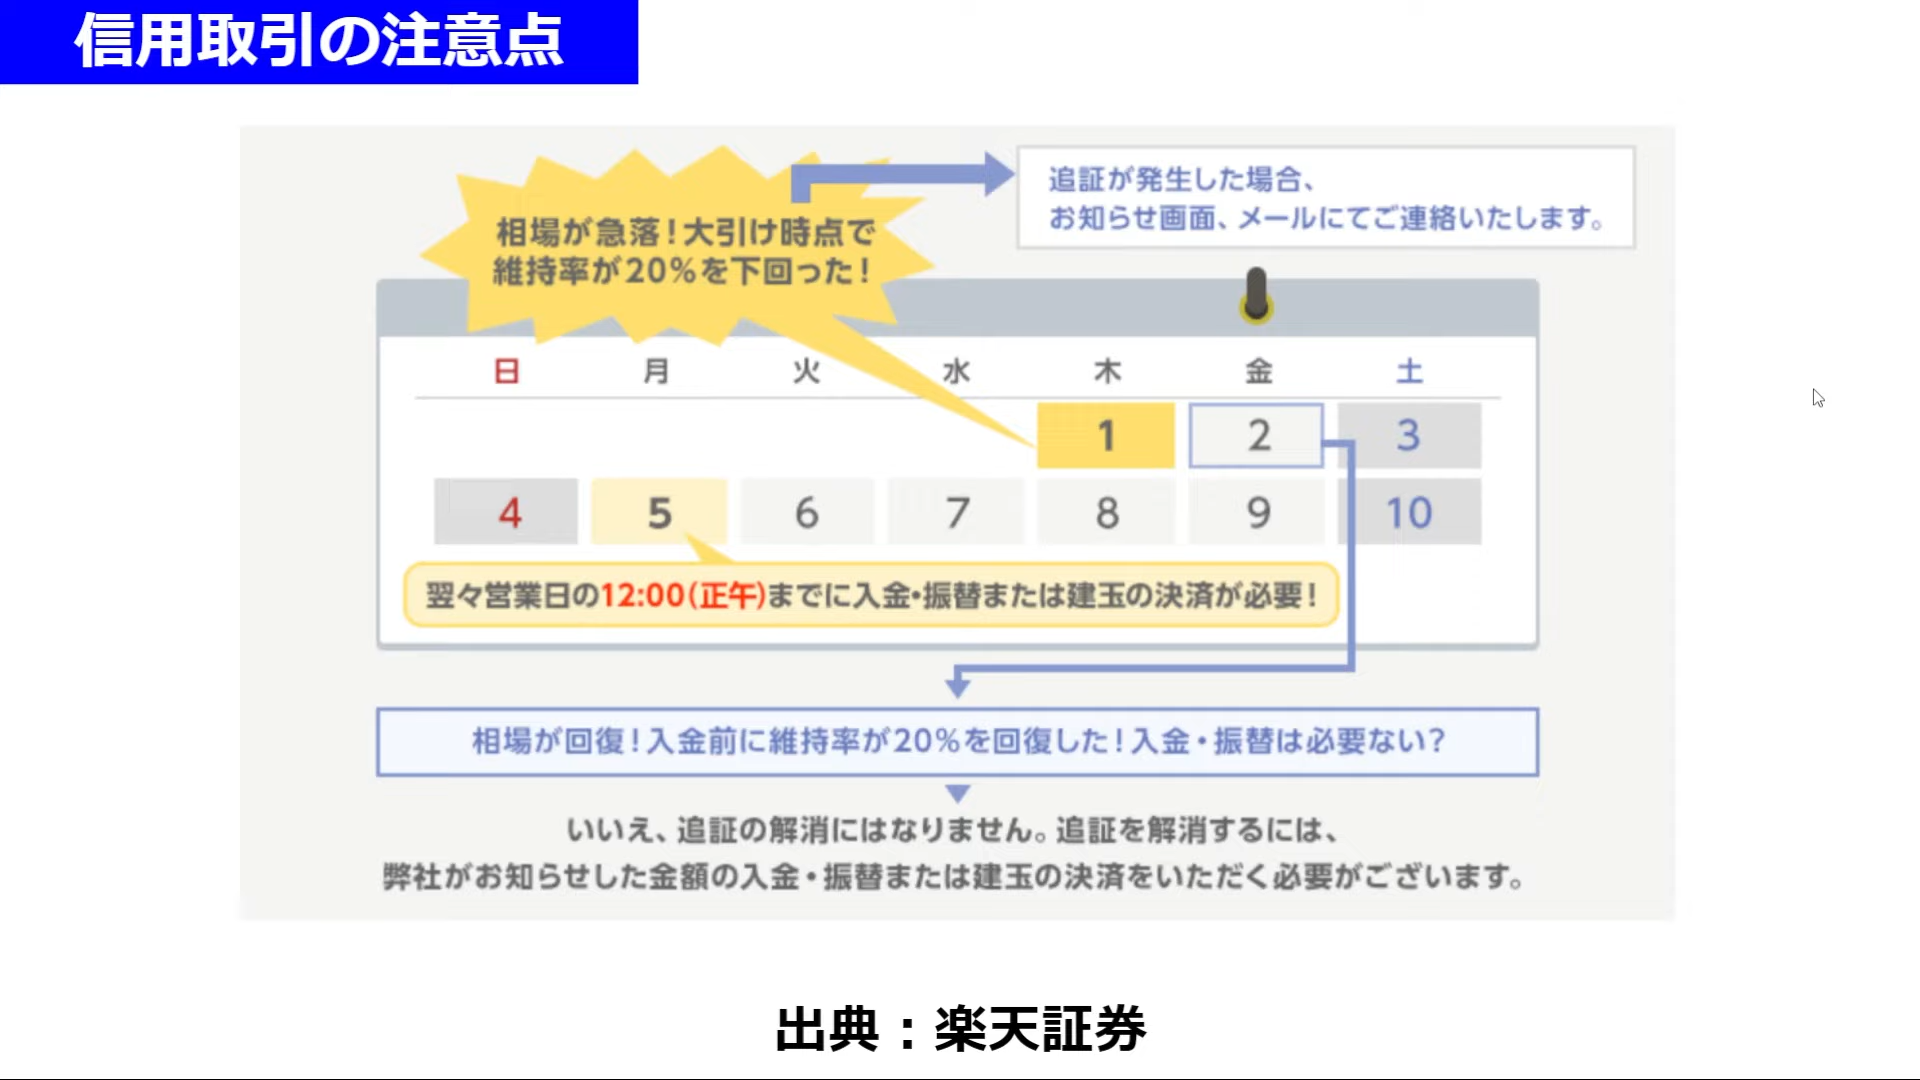 信用取引の注意点
追証が発生した場合、
お知らせ画面、メールにてご連絡いたします。
相場が急落！大引け時点で
維持率が20％を下回った！
日 月 火 水 木 金 土
1 2 3
4 5 6 7 8 9 10
翌々営業日の12:00（正午）までに入金・振替または建玉の決済が必要！
相場が回復！入金前に維持率が20％を回復した！入金・振替は必要ない？
いいえ、追証の解消にはなりません。追証を解消するには、
弊社がお知らせした金額の入金・振替または建玉の決済をいただく必要がございます。
出典：楽天証券